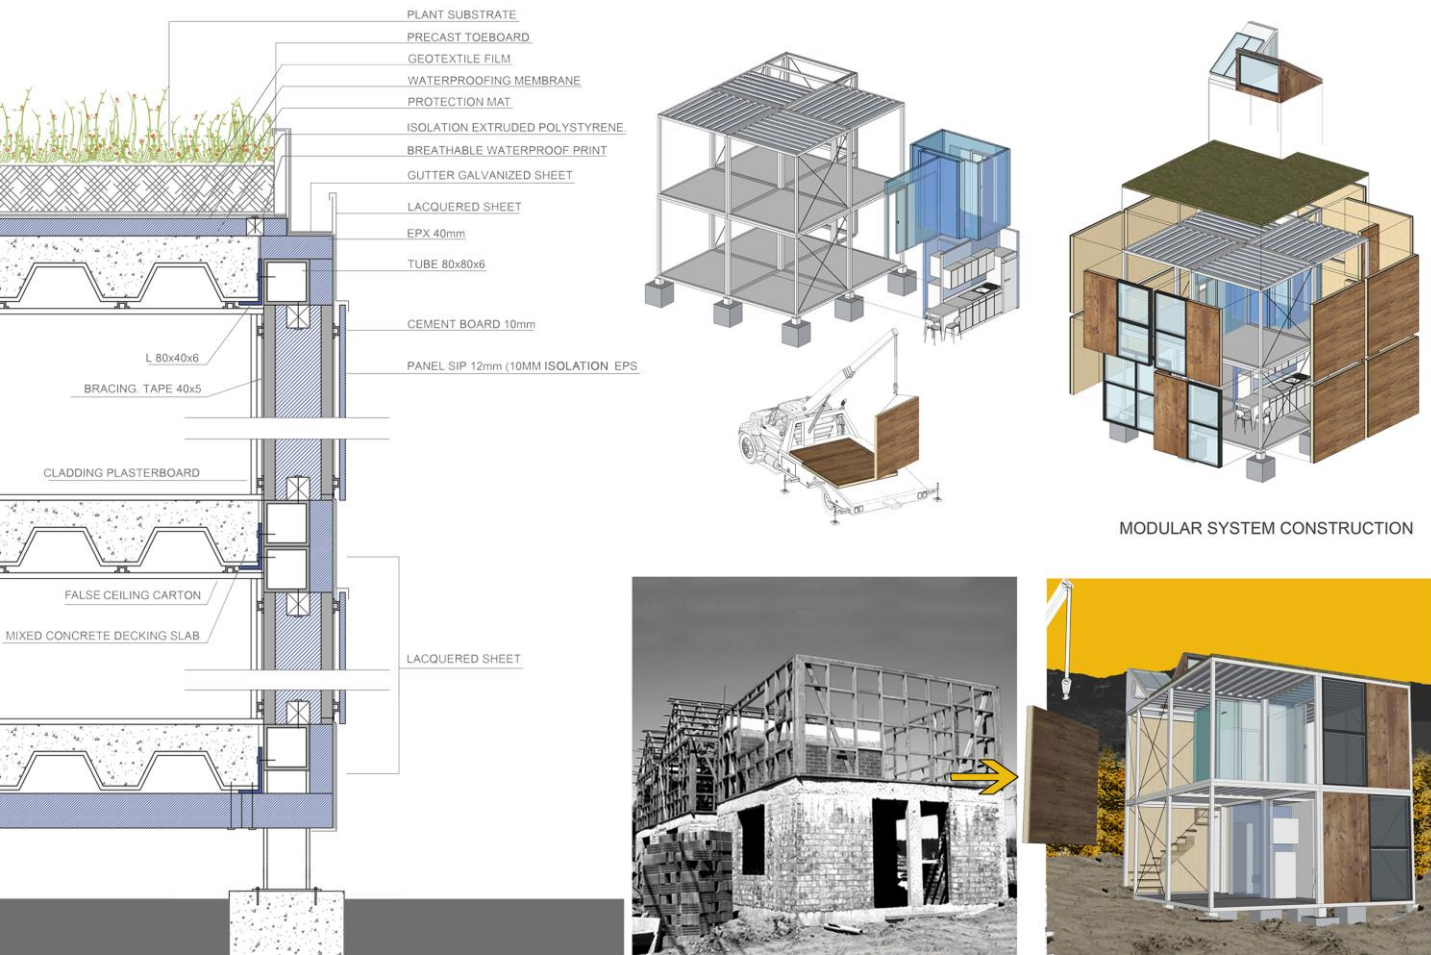 PLANT SUBSTRATE
PRECAST TOEBOARD
GEOTEXTILE FILM
WATERPROOFING MEMBRANE
PROTECTION MAT
ISOLATION EXTRUDED POLYSTYRENE.
BREATHABLE WATERPROOF PRINT
GUTTER GALVANIZED SHEET
LACQUERED SHEET
EPX 40mm
TUBE 80x80x6
CEMENT BOARD 10mm
L 80x40x6
PANEL SIP 12mm (10MM ISOLATION EPS
BRACING. TAPE 40x5
CLADDING PLASTERBOARD
FALSE CEILING CARTON
MIXED CONCRETE DECKING SLAB
LACQUERED SHEET
MODULAR SYSTEM CONSTRUCTION